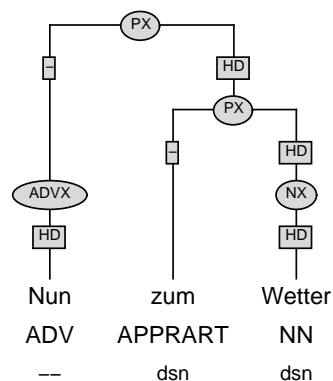 PX
– HD
PX
– HD
ADVX NX
HD HD
Nun zum Wetter
ADV APPRART NN
–– dsn dsn